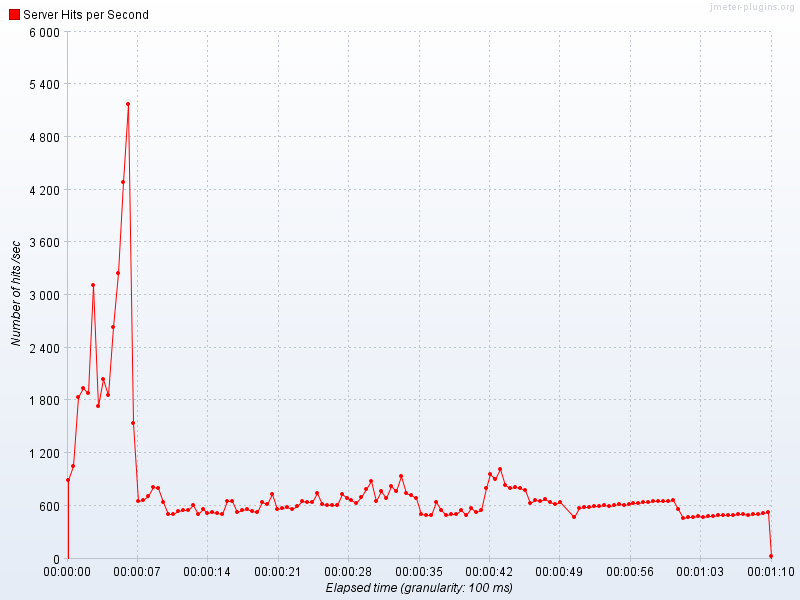 jmeter-plugins.org
Server Hits per Second
6 000
5 400
4 800
4 200
3 600
3 000
2 400
1 800
1 200
600
0
Number of hits /sec
00:00:00 00:00:07 00:00:14 00:00:21 00:00:28 00:00:35 00:00:42 00:00:49 00:00:56 00:01:03 00:01:10
Elapsed time (granularity: 100 ms)